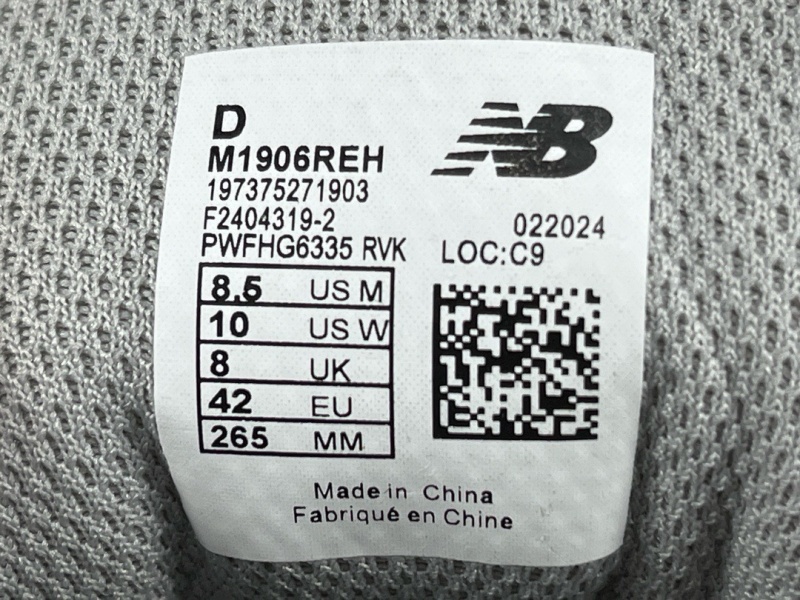 D
NB
M1906REH
197375271903
F2404319-2
022024
PWFHG6335 RVK
LOC:C9
8.5 US M
10 US W
8 UK
42 EU
265 MM
Made in China
Fabriqué en Chine